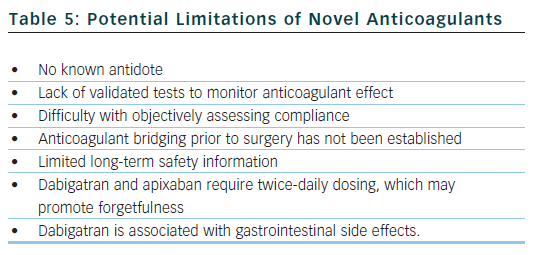 Table 5: Potential Limitations of Novel Anticoagulants
• No known antidote
• Lack of validated tests to monitor anticoagulant effect
• Difficulty with objectively assessing compliance
• Anticoagulant bridging prior to surgery has not been established
• Limited long-term safety information
• Dabigatran and apixaban require twice-daily dosing, which may
promote forgetfulness
• Dabigatran is associated with gastrointestinal side effects.